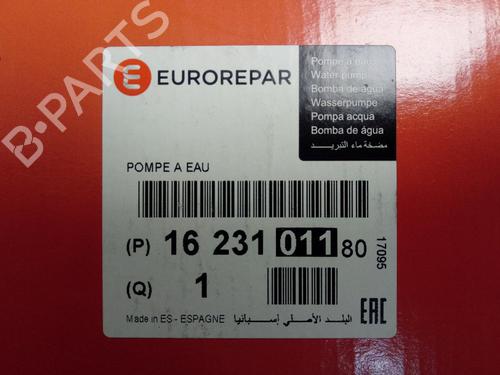 B-PARTS
EUROREPAR
Pompe à eau
Water pump
Bomba de água
Wasserpumpe
Pompa acqua
Bomba de água
مضخة ماء التبريد
POMPE A EAU
(P) 16 231 011 80
17095
(Q) 1
Made in ES - ESPAGNE
البلد الأصلي إسبانيا
EAC